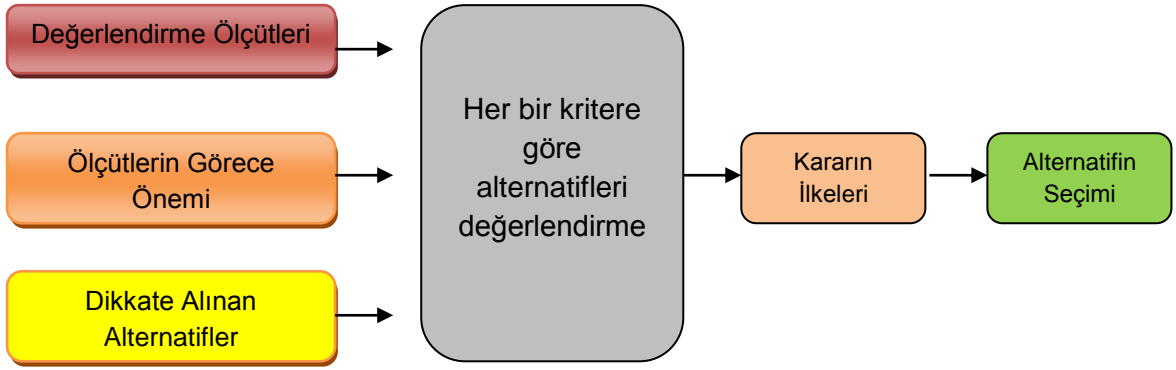 Değerlendirme Ölçütleri
Ölçütlerin Görece
Önemi
Dikkate Alınan
Alternatifler
Her bir kritere
göre
alternatifleri
değerlendirme
Kararın
İlkeleri
Alternatifin
Seçimi